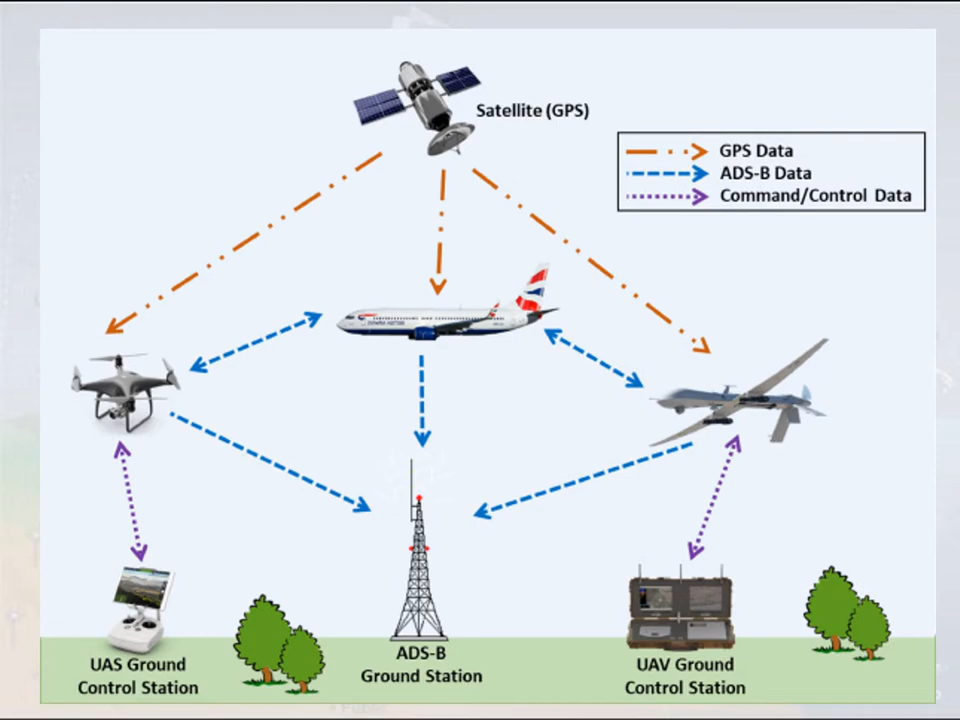 Satellite (GPS)
GPS Data
ADS-B Data
Command/Control Data
UAS Ground
Control Station
ADS-B
Ground Station
UAV Ground
Control Station